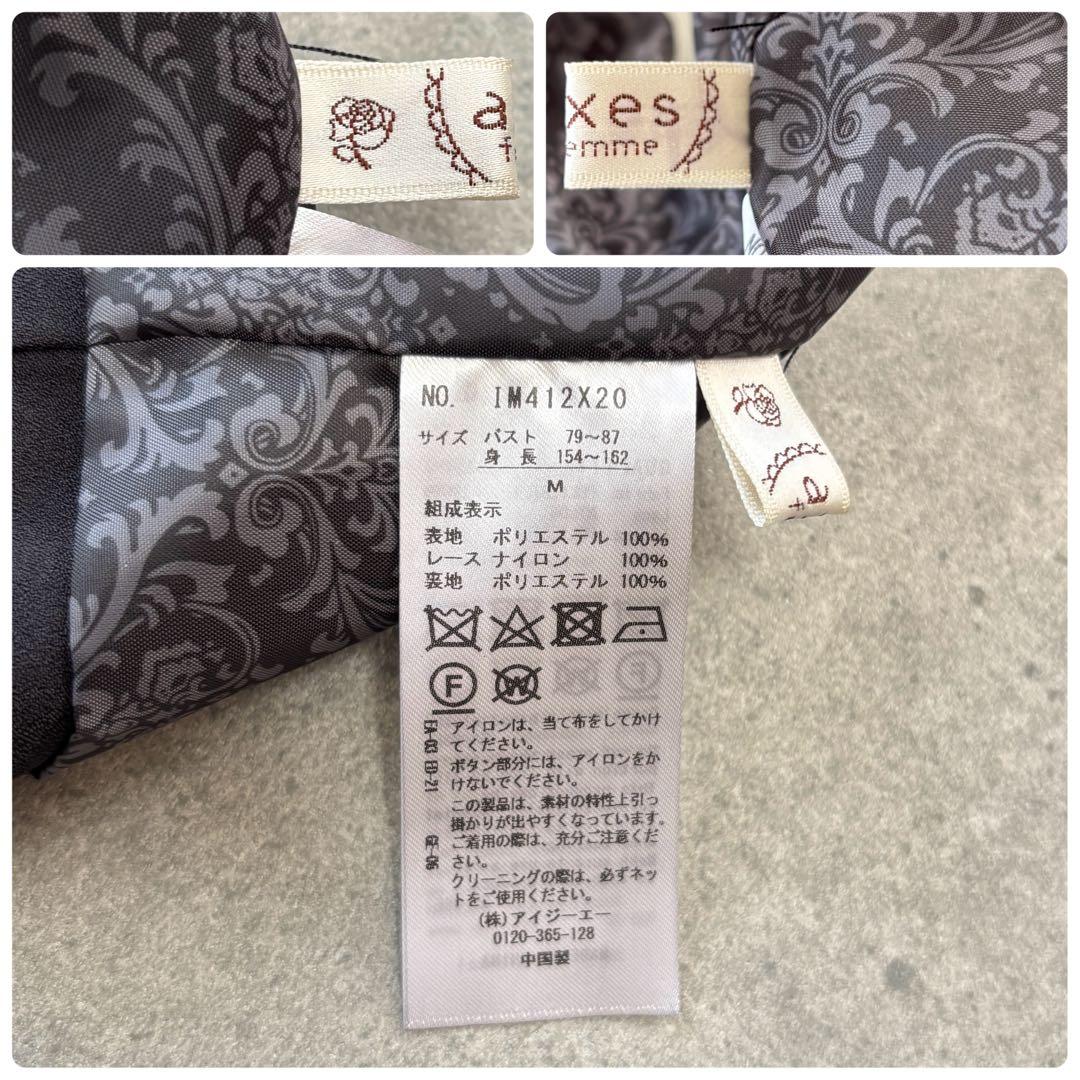 a
f
xes
emme
NO. IM412X20
サイズ バスト 79～87
身長 154～162
M
組成表示
表地 ポリエステル 100%
レース ナイロン 100%
裏地 ポリエステル 100%
F W
アイロンは、当て布をしてかけ
てください。
ボタン部分には、アイロンをか
けないでください。
この製品は、素材の特性上引っ
掛かりが出やすくなっています。
ご着用の際は、充分ご注意くだ
さい。
クリーニングの際は、必ずネッ
トをご使用ください。
(株)アイジーエー
0120-365-128
中国製
a
f